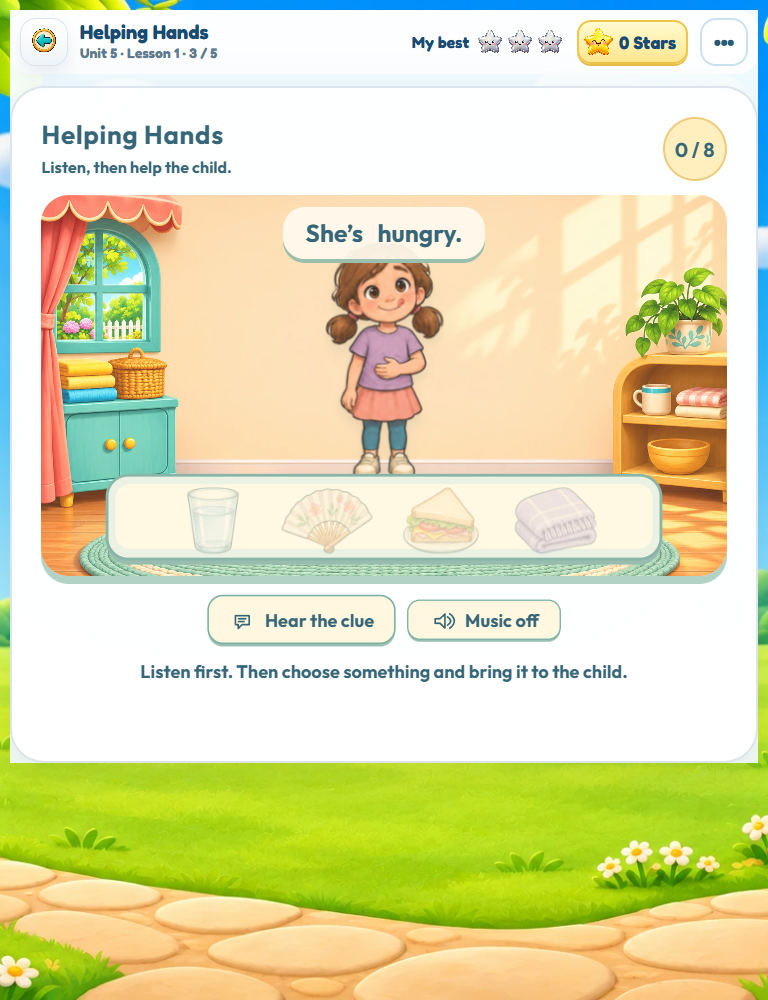 Helping Hands
Unit 5 · Lesson 1 · 3 / 5
My best
0 Stars
Helping Hands
Listen, then help the child.
0 / 8
She’s hungry.
Hear the clue
Music off
Listen first. Then choose something and bring it to the child.